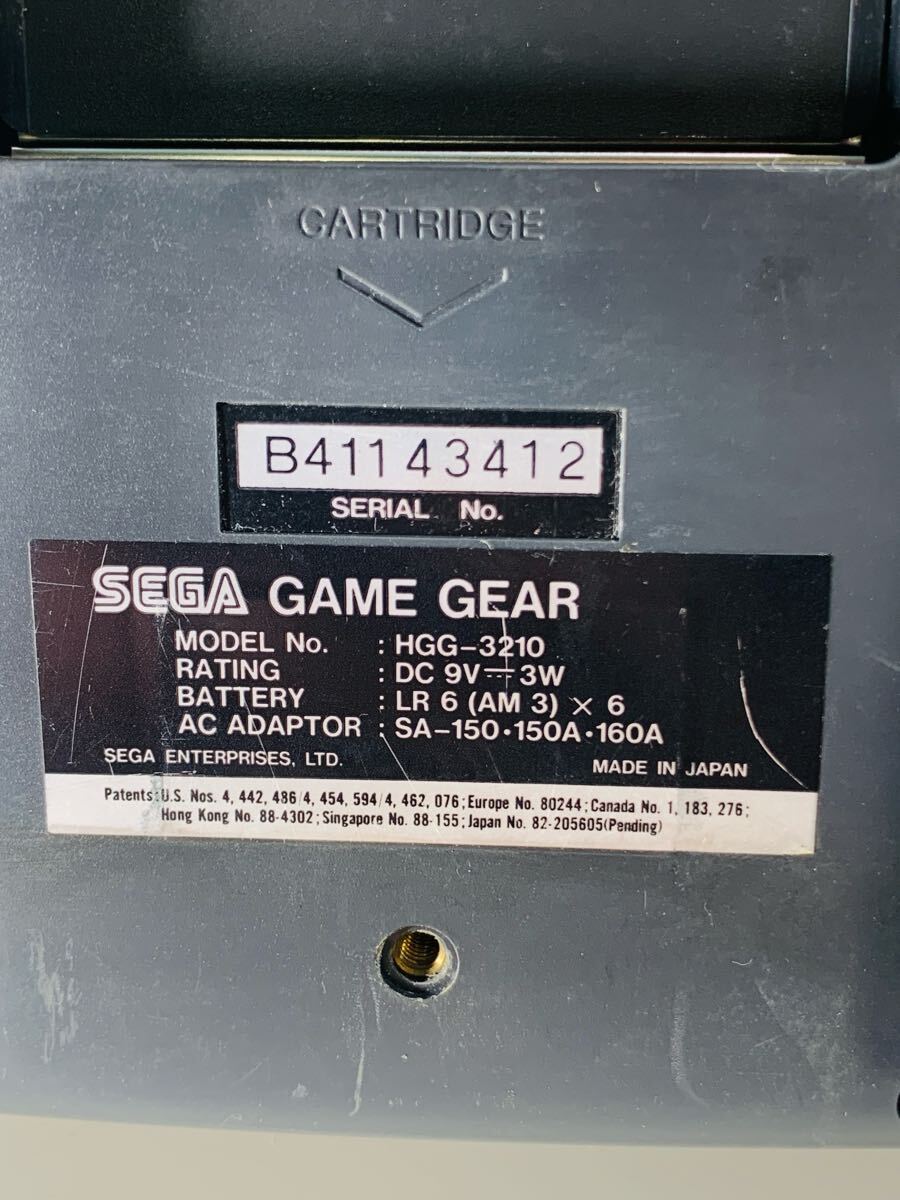 CARTRIDGE
B41143412
SERIAL No.
SEGA GAME GEAR
MODEL No. : HGG-3210
RATING : DC 9V⎓3W
BATTERY : LR 6 (AM 3) × 6
AC ADAPTOR : SA-150·150A·160A
SEGA ENTERPRISES, LTD. MADE IN JAPAN
Patents: U.S. Nos. 4, 442, 486/4, 454, 594/4, 462, 076; Europe No. 80244; Canada No. 1, 183, 276;
Hong Kong No. 88-4302; Singapore No. 88-155; Japan No. 82-205605(Pending)